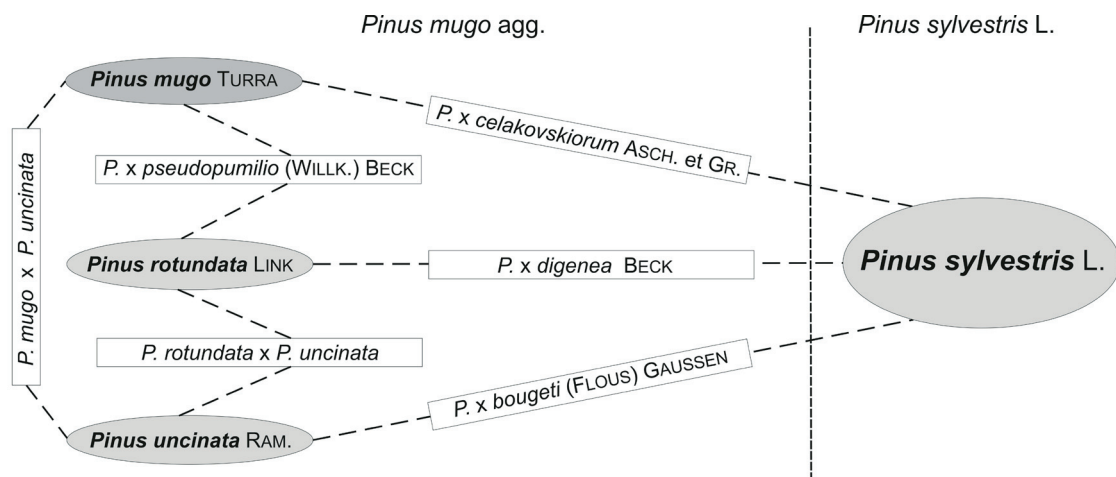 Pinus mugo agg.
Pinus sylvestris L.
Pinus mugo TURRA
P. x celakovskiorum ASCH. et GR.
P. x pseudopumilio (WILLK.) BECK
P. mugo x P. uncinata
Pinus rotundata LINK
P. x digenea BECK
Pinus sylvestris L.
P. rotundata x P. uncinata
P. x bougeti (FLOUS) GAUSSEN
Pinus uncinata RAM.